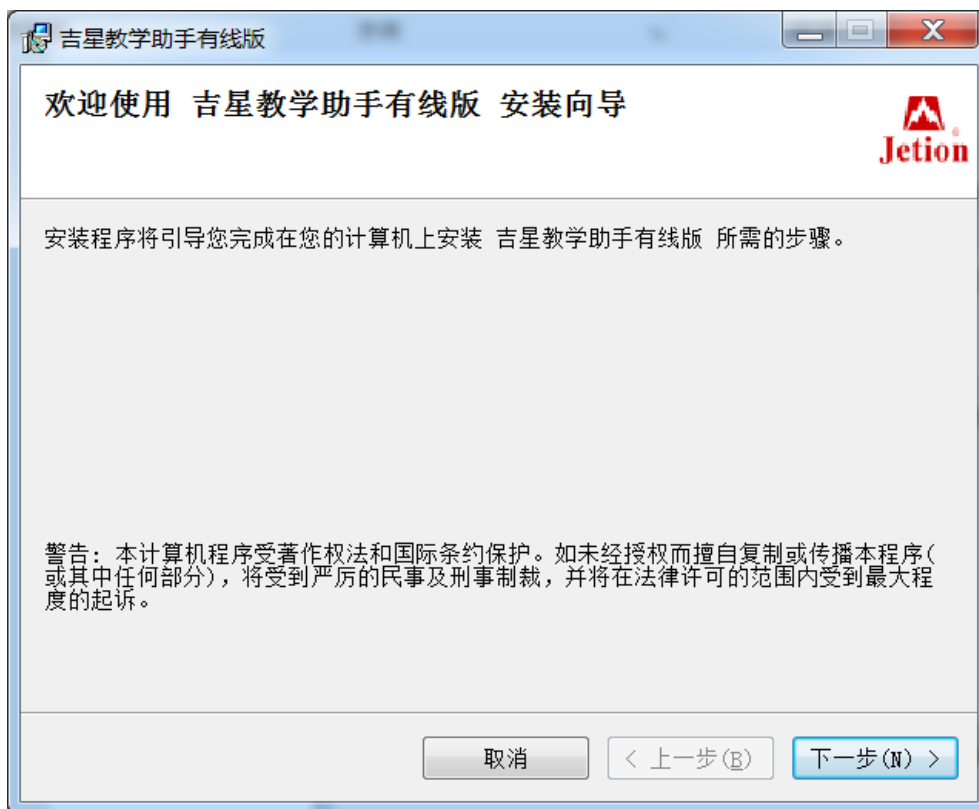 吉星教学助手有线版
欢迎使用 吉星教学助手有线版 安装向导
Jetion
安装程序将引导您完成在您的计算机上安装 吉星教学助手有线版 所需的步骤。
警告: 本计算机程序受著作权法和国际条约保护。如未经授权而擅自复制或传播本程序(
或其中任何部分)，将受到严厉的民事及刑事制裁，并将在法律许可的范围内受到最大程
度的起诉。
取消
< 上一步(B)
下一步(N) >